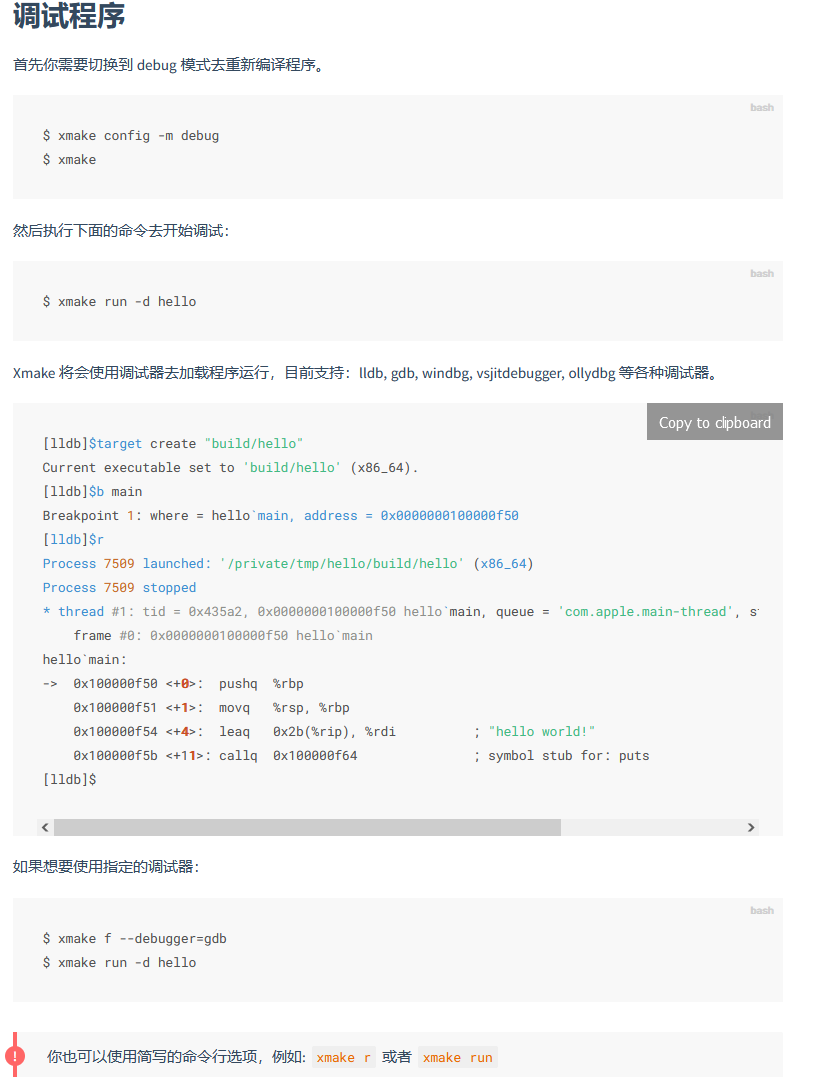 调试程序
首先你需要切换到 debug 模式去重新编译程序。
bash
$ xmake config -m debug
$ xmake
然后执行下面的命令去开始调试：
bash
$ xmake run -d hello
Xmake 将会使用调试器去加载程序运行，目前支持：lldb, gdb, windbg, vsjitdebugger, ollydbg 等各种调试器。
Copy to clipboard
[lldb]$target create "build/hello"
Current executable set to 'build/hello' (x86_64).
[lldb]$b main
Breakpoint 1: where = hello`main, address = 0x0000000100000f50
[lldb]$r
Process 7509 launched: '/private/tmp/hello/build/hello' (x86_64)
Process 7509 stopped
* thread #1: tid = 0x435a2, 0x0000000100000f50 hello`main, queue = 'com.apple.main-thread', s
    frame #0: 0x0000000100000f50 hello`main
hello`main:
->  0x100000f50 <+0>:  pushq  %rbp
    0x100000f51 <+1>:  movq   %rsp, %rbp
    0x100000f54 <+4>:  leaq   0x2b(%rip), %rdi          ; "hello world!"
    0x100000f5b <+11>: callq  0x100000f64               ; symbol stub for: puts
[lldb]$
如果想要使用指定的调试器：
bash
$ xmake f --debugger=gdb
$ xmake run -d hello
! 你也可以使用简写的命令行选项，例如: xmake r 或者 xmake run